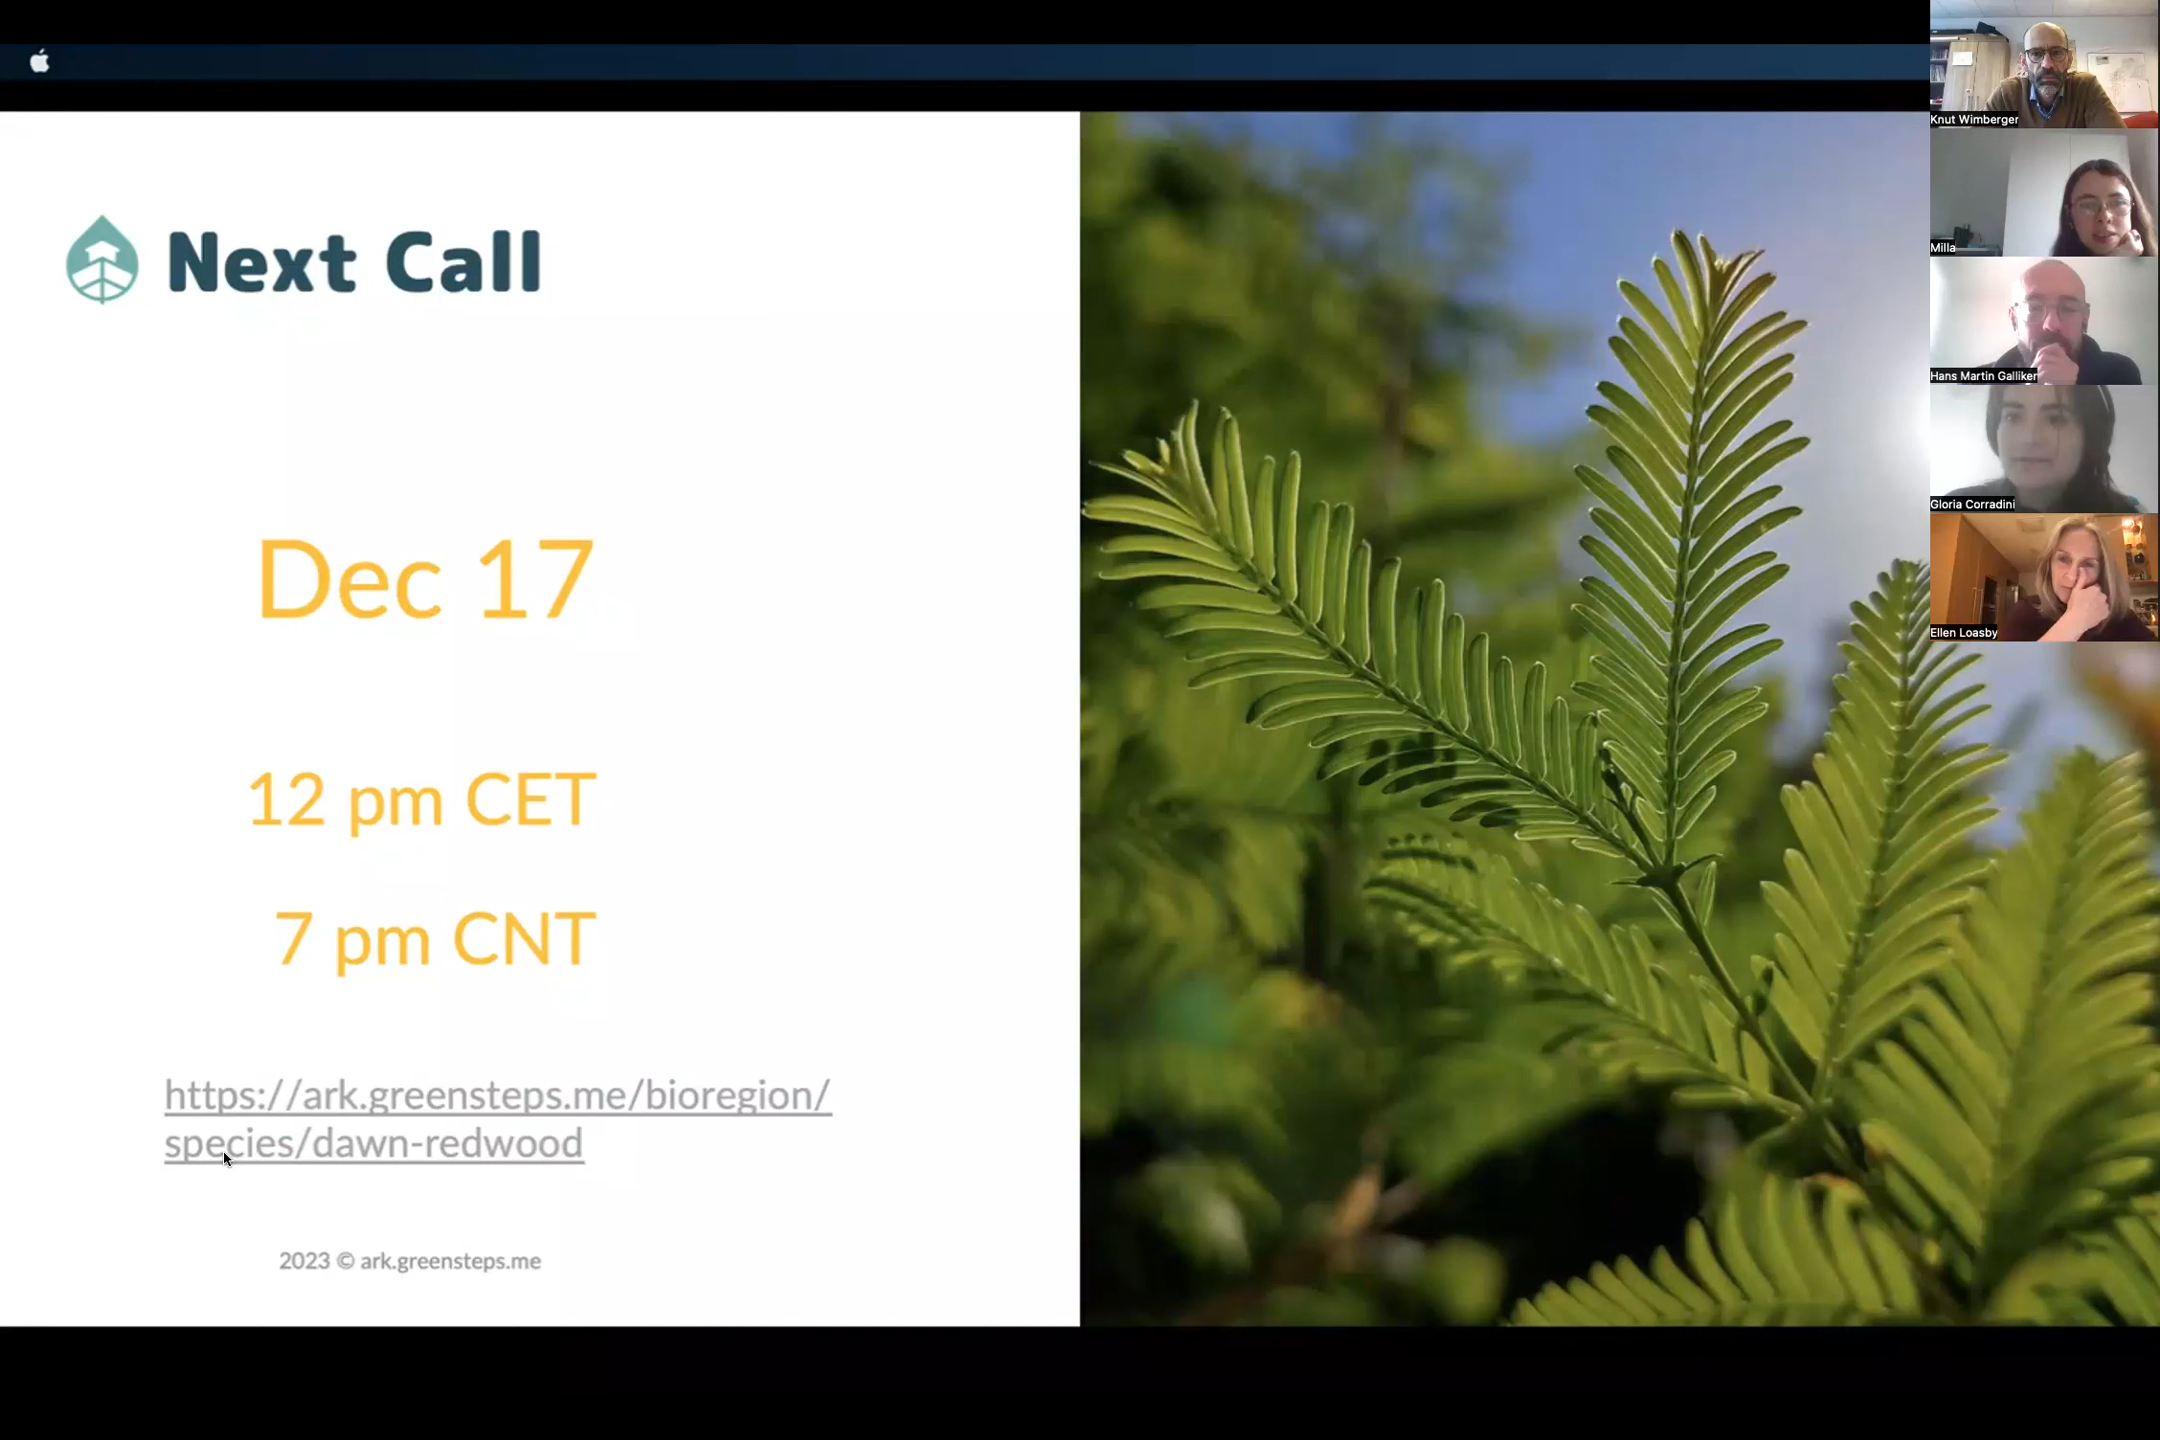 Next Call
Dec 17
12 pm CET
7 pm CNT
https://ark.greensteps.me/bioregion/
species/dawn-redwood
2023 © ark.greensteps.me
Knut Wimberger
Milla
Hans Martin Galliker
Gloria Corradini
Ellen Loasby